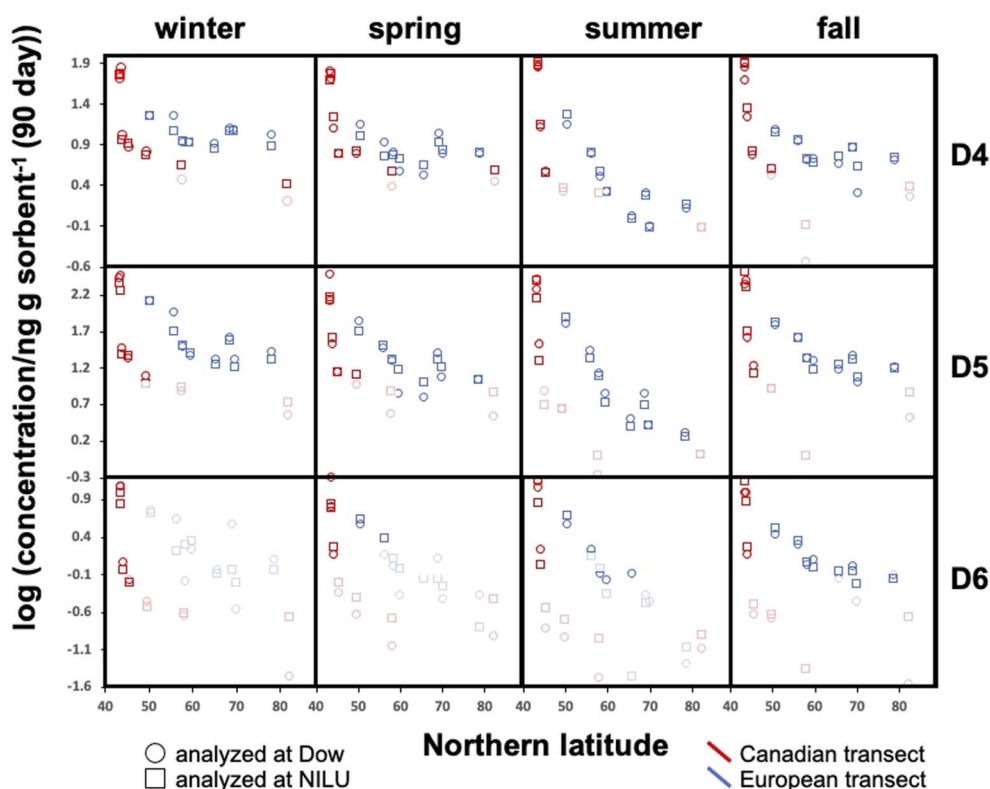 winter spring summer fall
log (concentration/ng g sorbent⁻¹ (90 day))
1.9
1.4
0.9
0.4
-0.1
-0.6
D4
2.2
1.7
1.2
0.7
0.2
-0.3
D5
0.9
0.4
-0.1
-0.6
-1.1
-1.6
D6
40 50 60 70 80 40 50 60 70 80 40 50 60 70 80 40 50 60 70 80
Northern latitude
analyzed at Dow
analyzed at NILU
Canadian transect
European transect